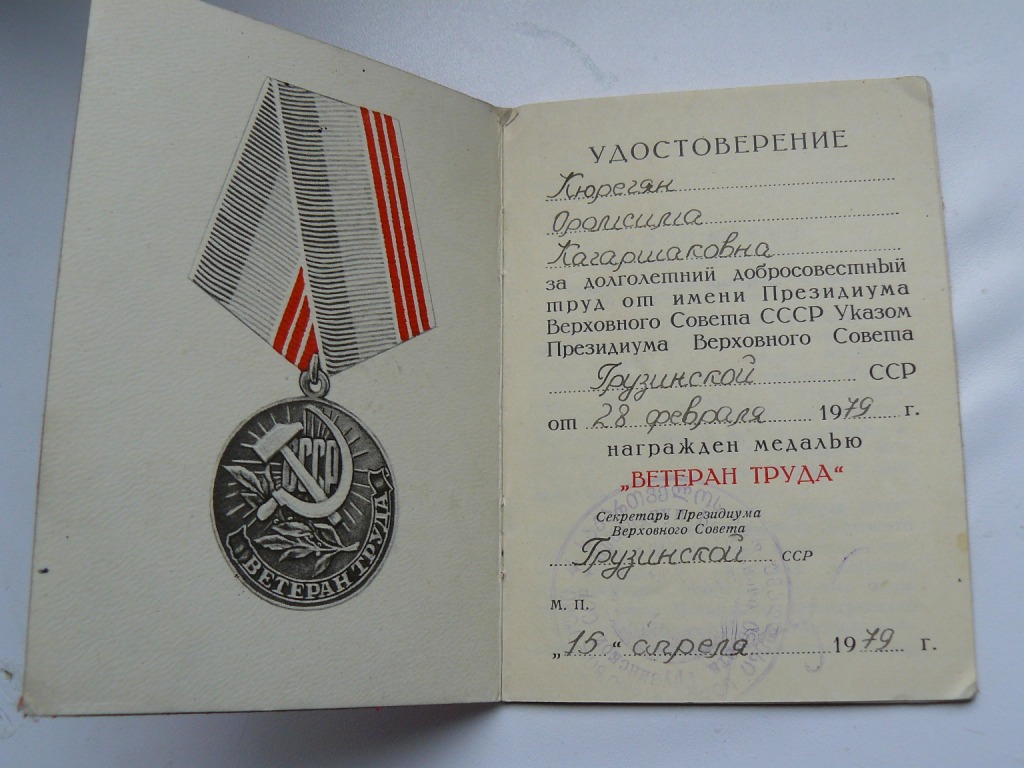 СССР
ВЕТЕРАН ТРУДА
УДОСТОВЕРЕНИЕ
Кюрегян
Оромсима
Кагаршаковна
за долголетний добросовестный
труд от имени Президиума
Верховного Совета СССР Указом
Президиума Верховного Совета
Грузинской ССР
от 28 февраля 1979 г.
награжден медалью
„ВЕТЕРАН ТРУДА“
Секретарь Президиума
Верховного Совета
Грузинской ССР
М. П.
„15“ апреля 1979 г.